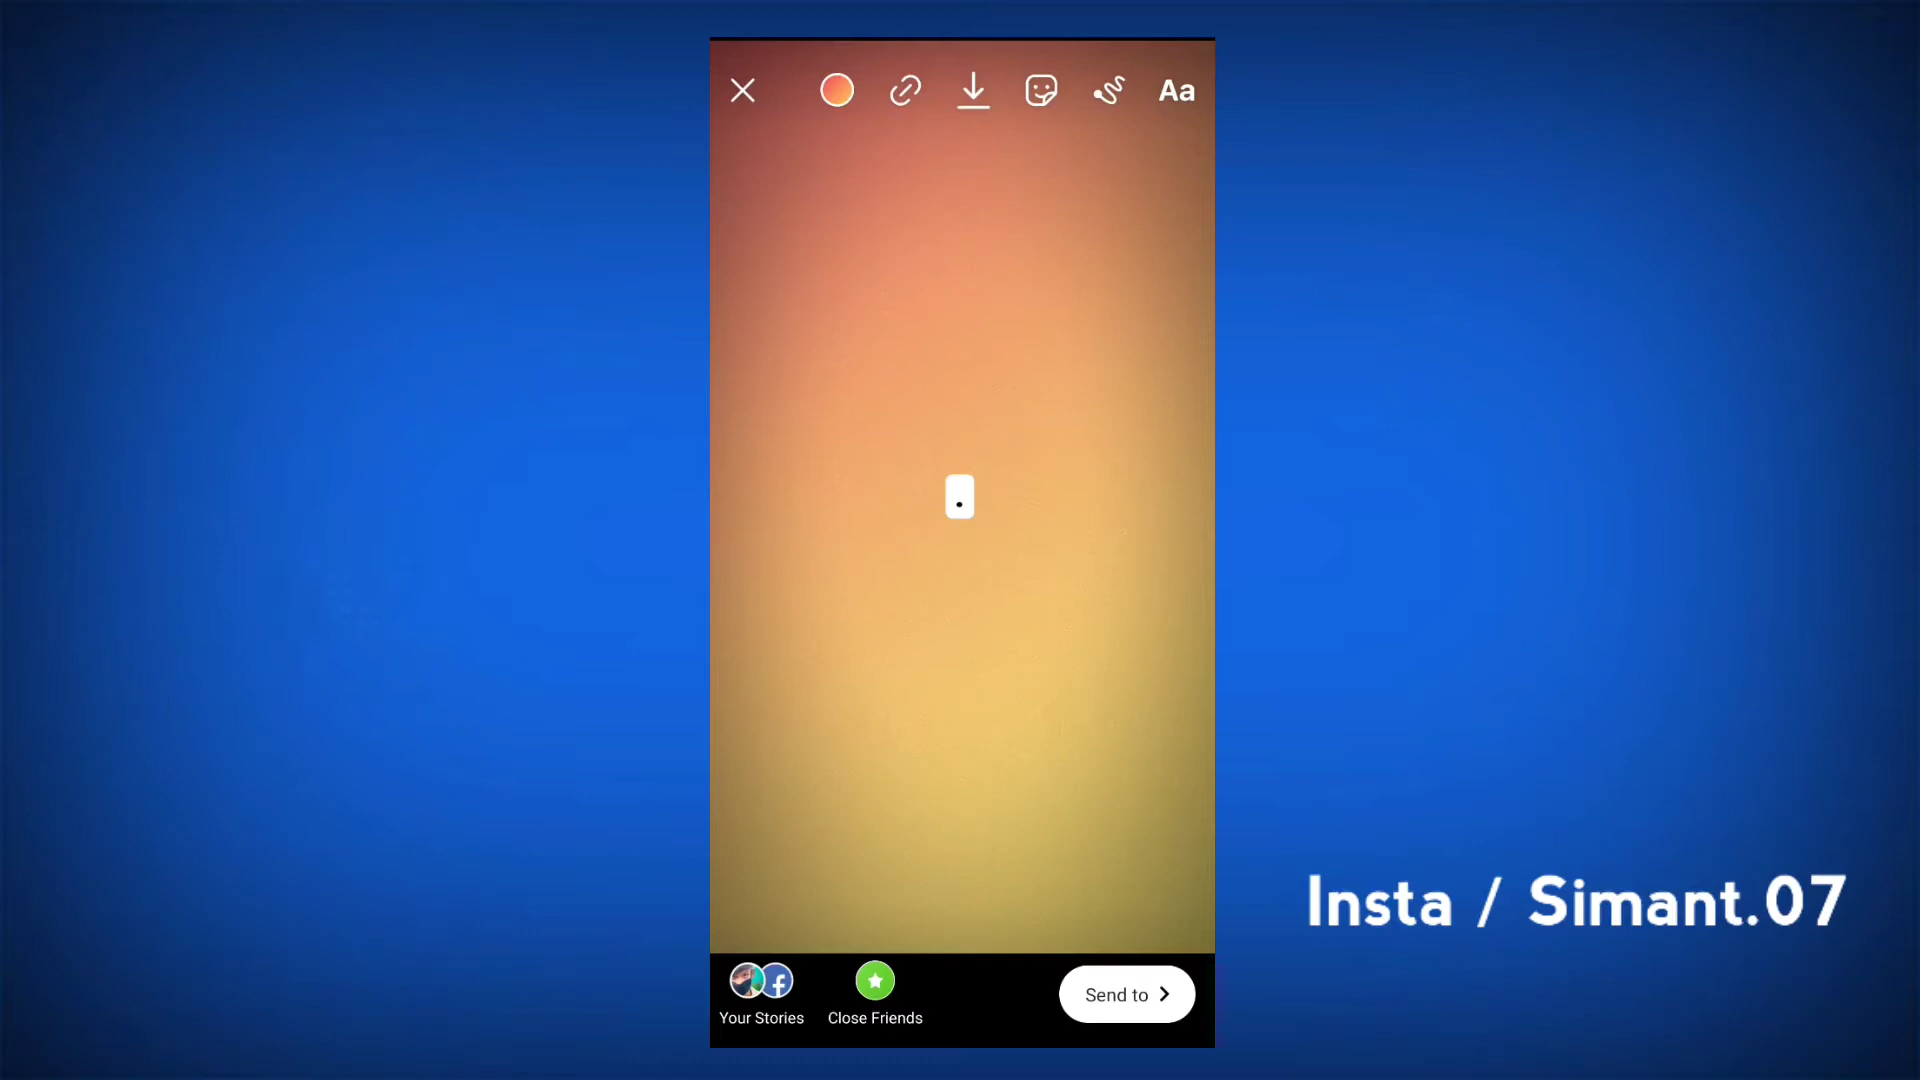 Aa
.
Insta / Simant.07
Your Stories
Close Friends
Send to